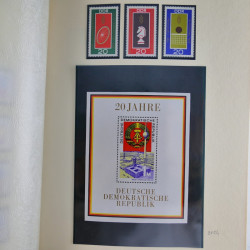 DDR
20
DDR
20
DDR
20
20 JAHRE
DEUTSCHE
DEMOKRATISCHE
REPUBLIK